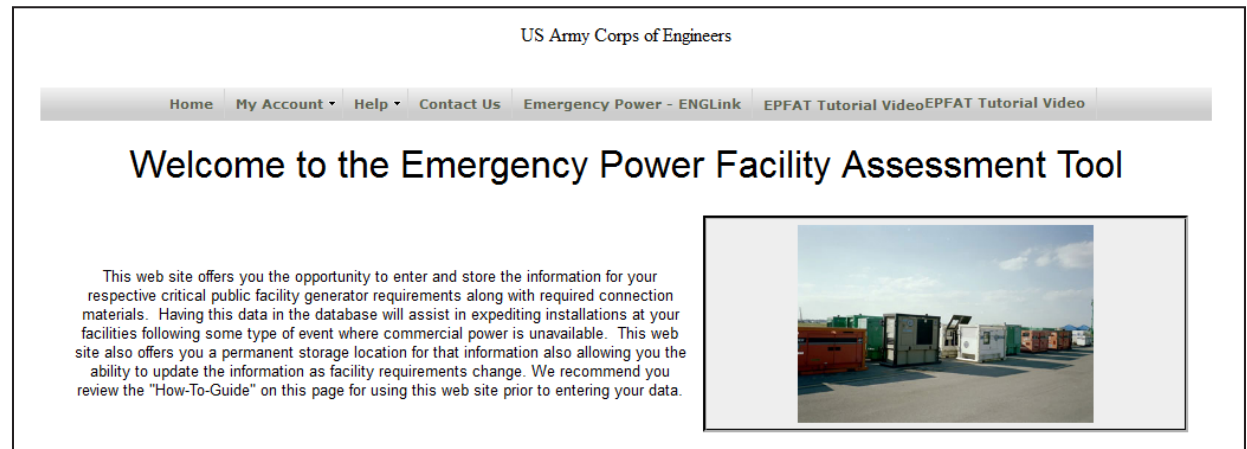 US Army Corps of Engineers
Home My Account Help Contact Us Emergency Power - ENGLink EPFAT Tutorial VideoEPFAT Tutorial Video
Welcome to the Emergency Power Facility Assessment Tool
This web site offers you the opportunity to enter and store the information for your
respective critical public facility generator requirements along with required connection
materials.  Having this data in the database will assist in expediting installations at your
facilities following some type of event where commercial power is unavailable.  This web
site also offers you a permanent storage location for that information also allowing you the
ability to update the information as facility requirements change. We recommend you
review the "How-To-Guide" on this page for using this web site prior to entering your data.